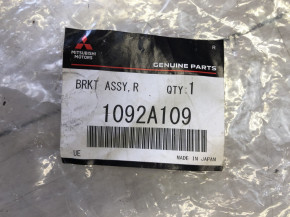 MITSUBISHI
MOTORS
GENUINE PARTS
BRKT ASSY,R QTY:1
1092A109
UE MADE IN JAPAN